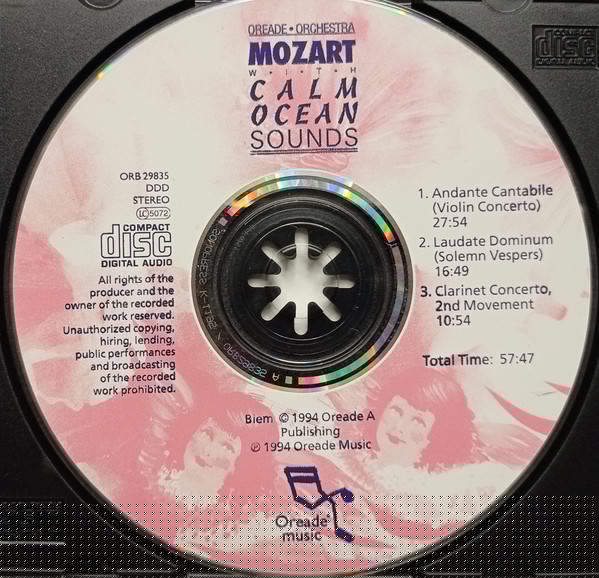 OREADE • ORCHESTRA
MOZART
W • I • T • H
CALM
OCEAN
SOUNDS
ORB 29835
DDD
STEREO
LC 5072
COMPACT
disc
DIGITAL AUDIO
All rights of the
producer and the
owner of the recorded
work reserved.
Unauthorized copying,
hiring, lending,
public performances
and broadcasting
of the recorded
work prohibited.
1. Andante Cantabile
(Violin Concerto)
27:54
2. Laudate Dominum
(Solemn Vespers)
16:49
3. Clarinet Concerto,
2nd Movement
10:54
Total Time: 57:47
Biem © 1994 Oreade A
Publishing
℗ 1994 Oreade Music
Oreade
music
COMPACT
disc